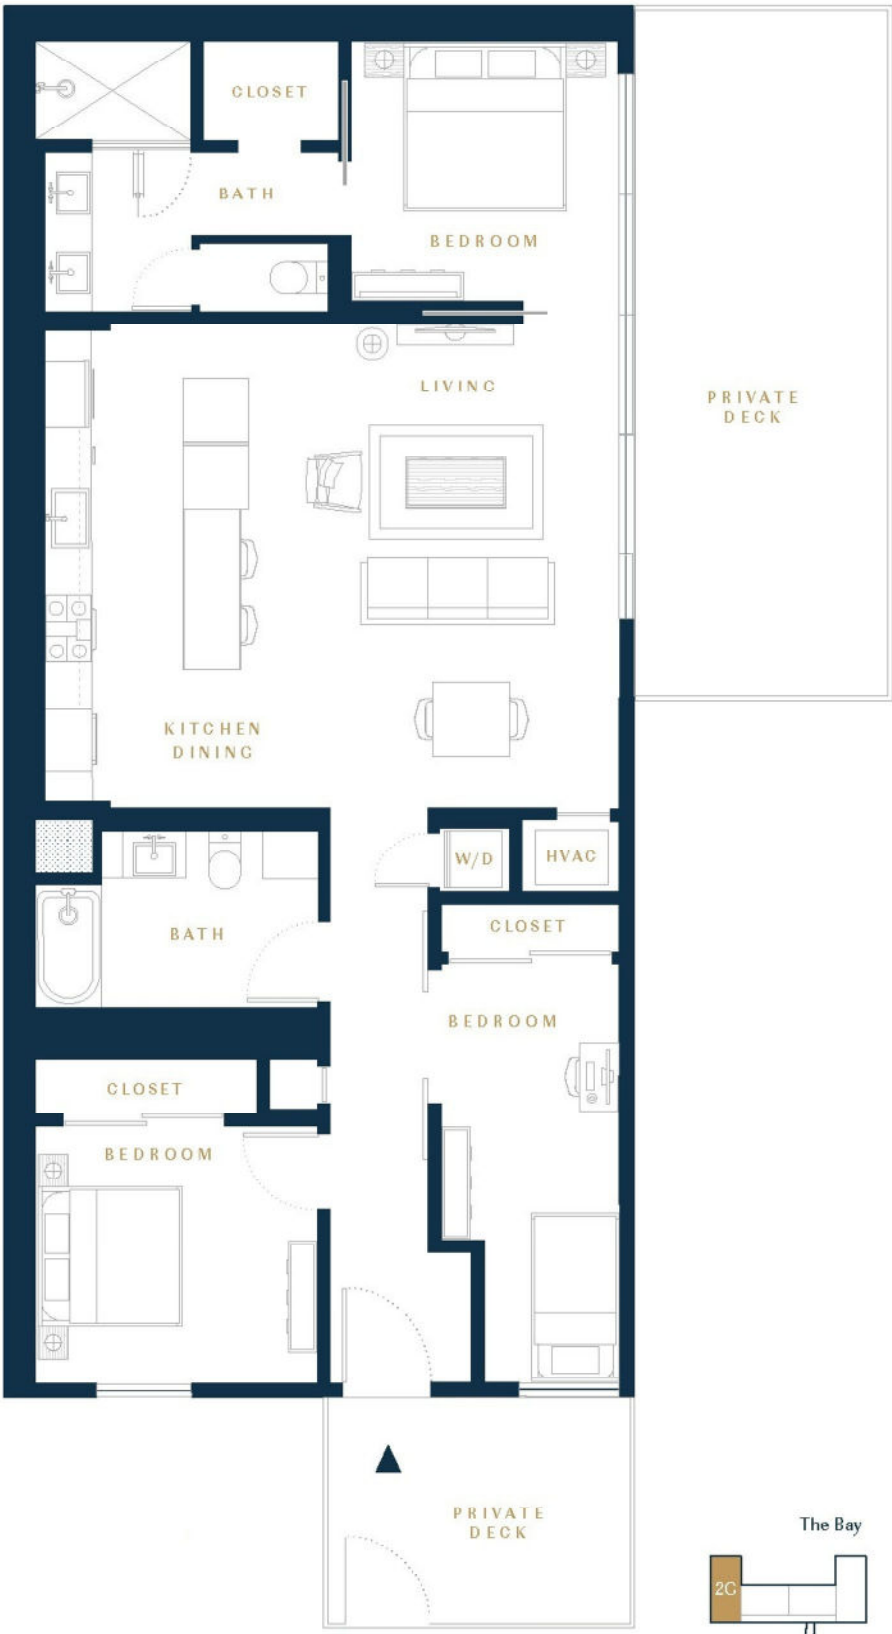 CLOSET
BATH
BEDROOM
LIVING
PRIVATE
DECK
KITCHEN
DINING
W/D
HVAC
BATH
CLOSET
BEDROOM
CLOSET
BEDROOM
PRIVATE
DECK
The Bay
2C